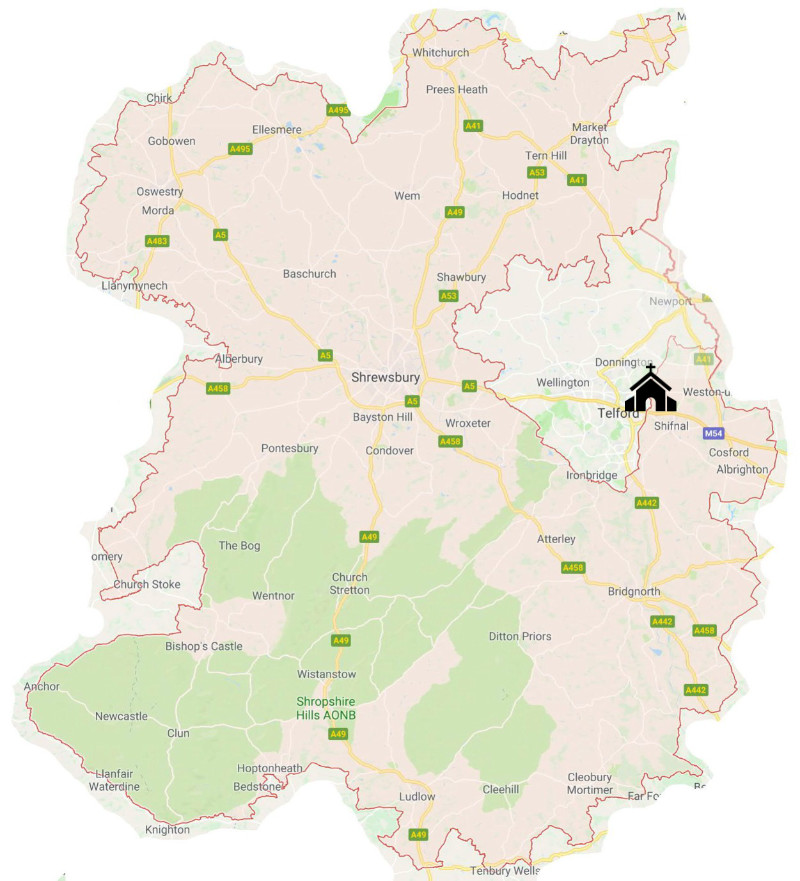 M
Whitchurch
Prees Heath
Chirk
A495
Ellesmere
A41
Market
Drayton
Gobowen
A495
Tern Hill
A53
A41
Oswestry
Wem
Hodnet
Morda
A49
A483
A5
Baschurch
Shawbury
Llanymynech
A53
Newport
Alderbury
A5
Donnington
A41
Shrewsbury
Wellington
A458
A5
Weston-u
A5
Telford
Bayston Hill
Wroxeter
Shifnal
M54
A458
Pontesbury
Condover
Cosford
Albrighton
Ironbridge
A442
The Bog
A49
Atterley
omery
A458
Church Stoke
Church
Stretton
Wentnor
Bridgnorth
A442
A458
Bishop's Castle
A49
Ditton Priors
Wistanstow
Anchor
A442
Shropshire
Hills AONB
Newcastle
Clun
A49
Hoptonheath
Llanfair
Waterdine
Bedstone
Cleobury
Mortimer
Cleehill
Ludlow
Far Fo
Knighton
A49
Tenbury Wells